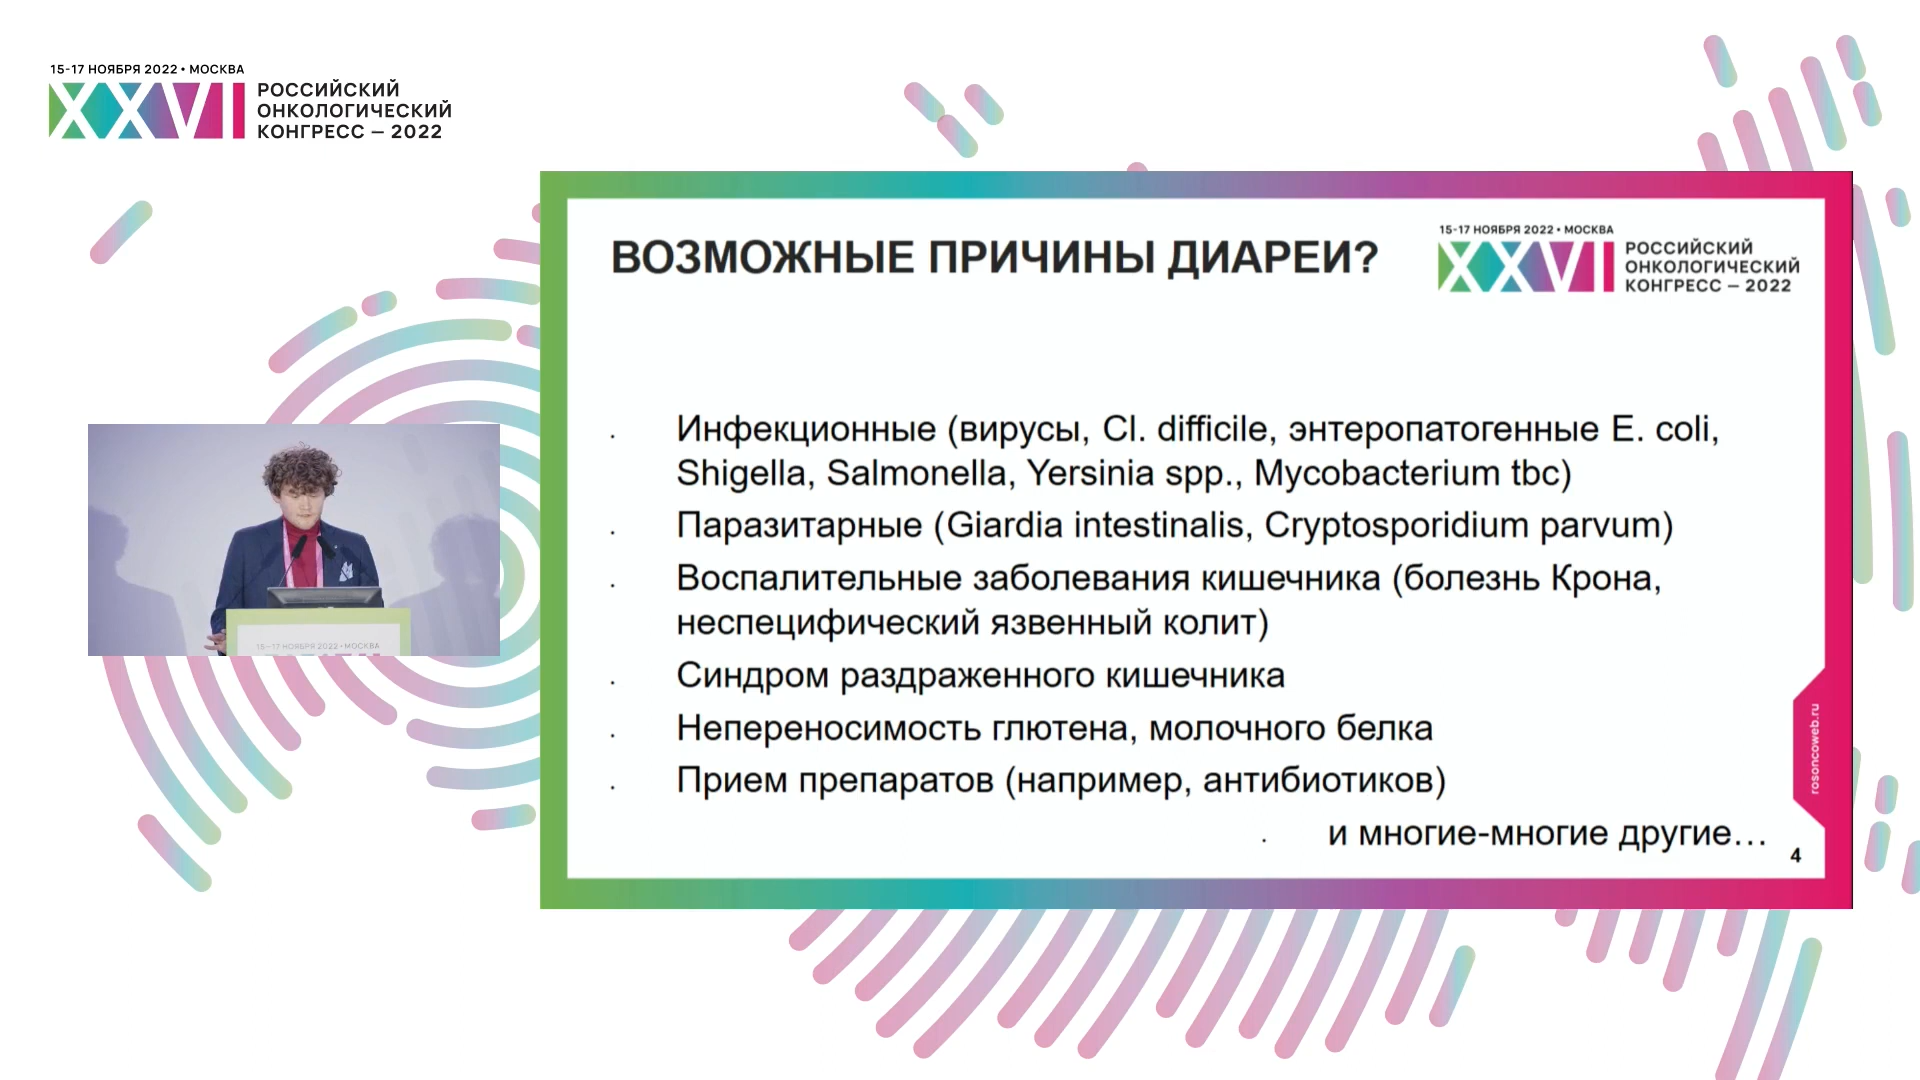 15-17 НОЯБРЯ 2022 • МОСКВА
XXVI
РОССИЙСКИЙ
ОНКОЛОГИЧЕСКИЙ
КОНГРЕСС – 2022
ВОЗМОЖНЫЕ ПРИЧИНЫ ДИАРЕИ?
15-17 НОЯБРЯ 2022 • МОСКВА
XXVI
РОССИЙСКИЙ
ОНКОЛОГИЧЕСКИЙ
КОНГРЕСС – 2022
· Инфекционные (вирусы, Cl. difficile, энтеропатогенные E. coli,
Shigella, Salmonella, Yersinia spp., Mycobacterium tbc)
· Паразитарные (Giardia intestinalis, Cryptosporidium parvum)
· Воспалительные заболевания кишечника (болезнь Крона,
неспецифический язвенный колит)
· Синдром раздраженного кишечника
· Непереносимость глютена, молочного белка
· Прием препаратов (например, антибиотиков)
· и многие-многие другие…
4
rosoncoweb.ru
15–17 НОЯБРЯ 2022 • МОСКВА